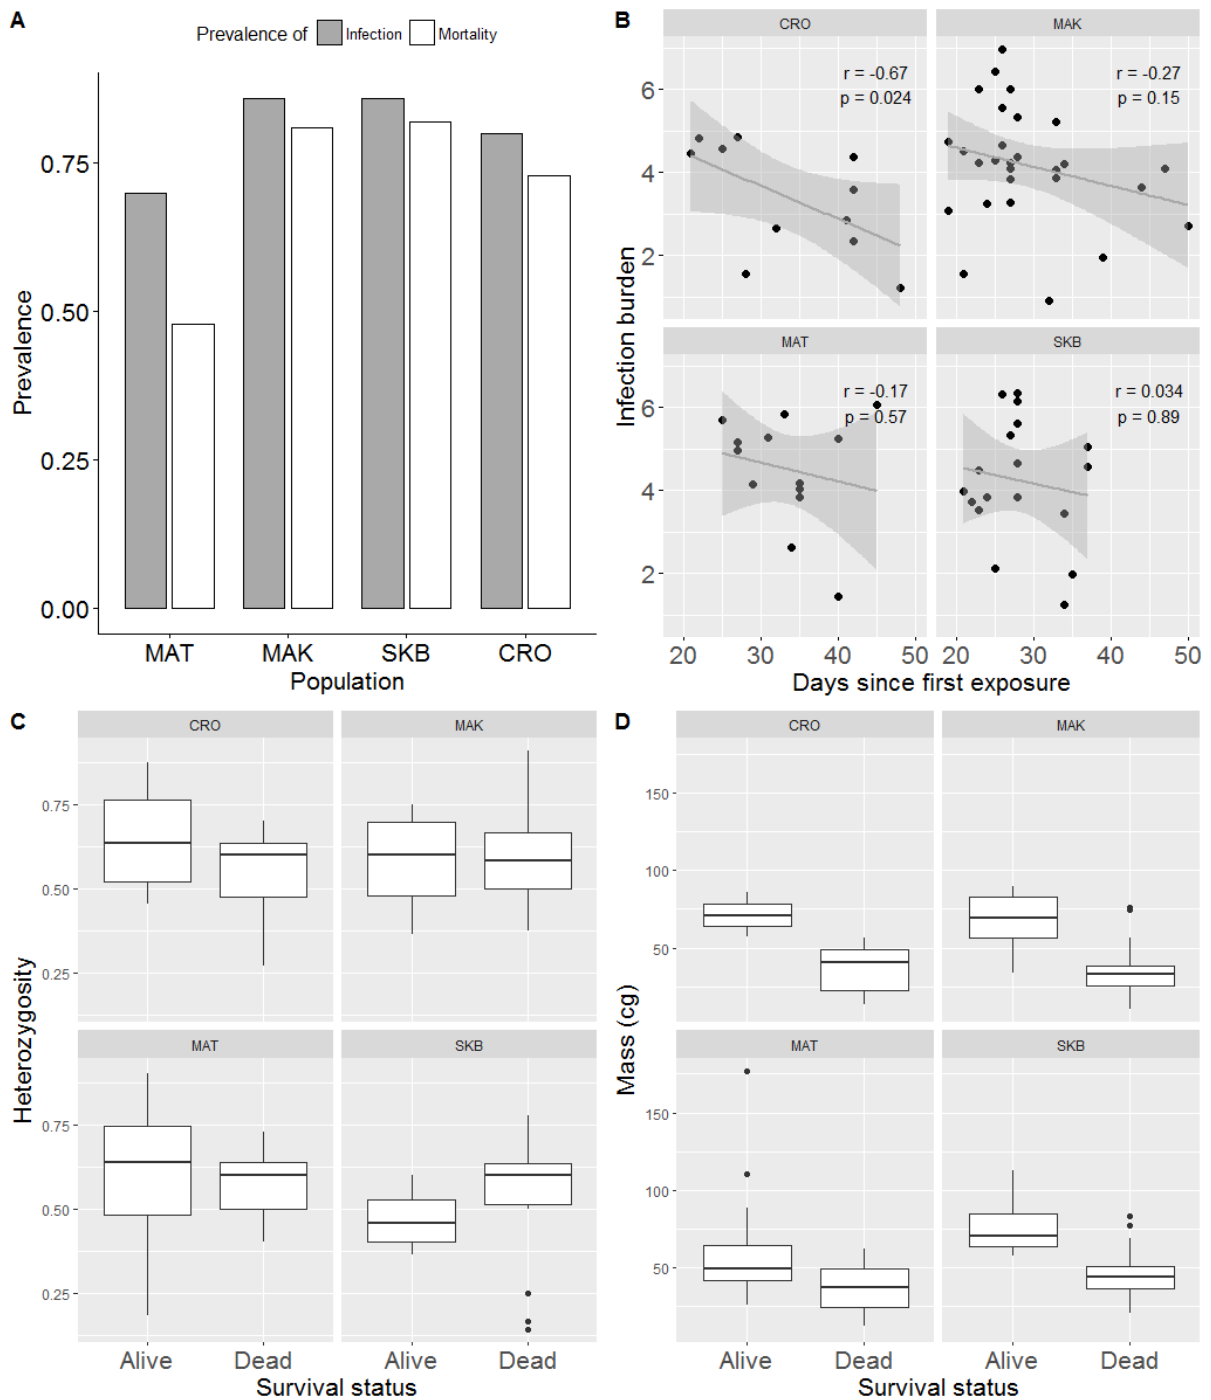 A
Prevalence of Infection Mortality
Prevalence
0.75
0.50
0.25
0.00
MAT MAK SKB CRO
Population
B
CRO MAK
r = -0.67
p = 0.024
r = -0.27
p = 0.15
Infection burden
6
4
2
MAT SKB
r = -0.17
p = 0.57
r = 0.034
p = 0.89
6
4
2
20 30 40 50 20 30 40 50
Days since first exposure
C
CRO MAK
Heterozygosity
0.75
0.50
0.25
MAT SKB
0.75
0.50
0.25
Alive Dead Alive Dead
Survival status
D
CRO MAK
Mass (cg)
150
100
50
MAT SKB
150
100
50
Alive Dead Alive Dead
Survival status